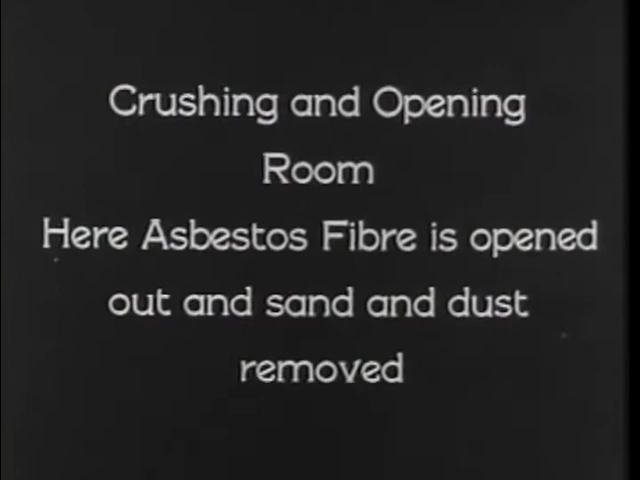 Crushing and Opening
Room
Here Asbestos Fibre is opened
out and sand and dust
removed